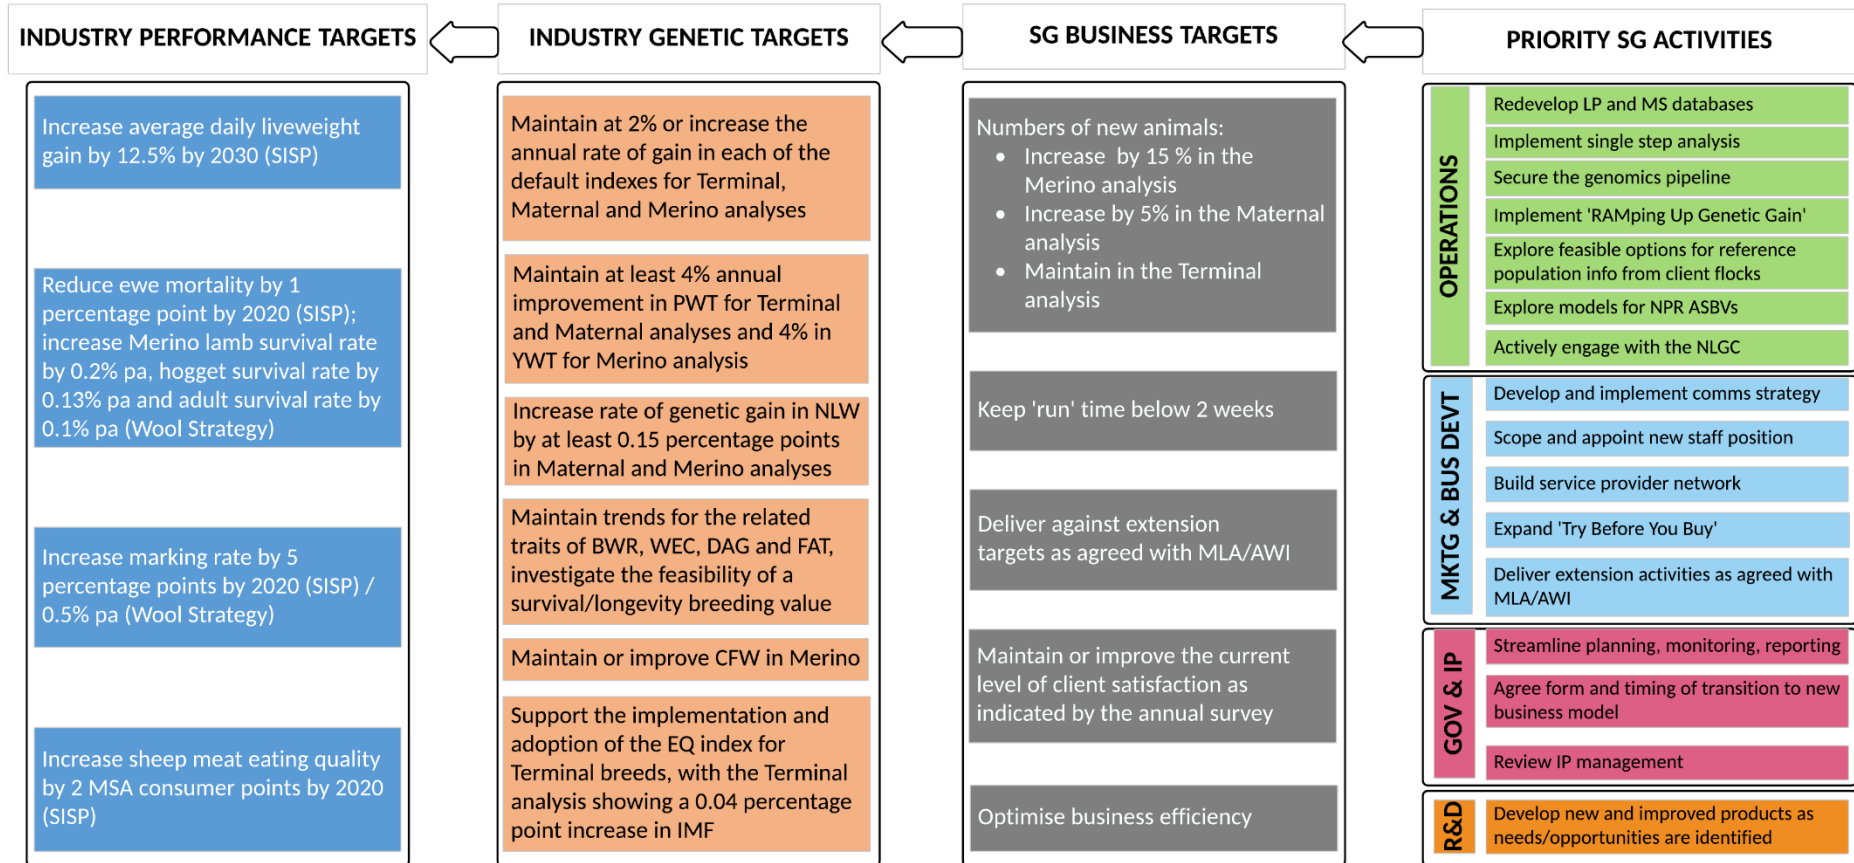 INDUSTRY PERFORMANCE TARGETS
INDUSTRY GENETIC TARGETS
SG BUSINESS TARGETS
PRIORITY SG ACTIVITIES
Increase average daily liveweight
gain by 12.5% by 2030 (SISP)
Reduce ewe mortality by 1
percentage point by 2020 (SISP);
increase Merino lamb survival rate
by 0.2% pa, hogget survival rate by
0.13% pa and adult survival rate by
0.1% pa (Wool Strategy)
Increase marking rate by 5
percentage points by 2020 (SISP) /
0.5% pa (Wool Strategy)
Increase sheep meat eating quality
by 2 MSA consumer points by 2020
(SISP)
Maintain at 2% or increase the
annual rate of gain in each of the
default indexes for Terminal,
Maternal and Merino analyses
Maintain at least 4% annual
improvement in PWT for Terminal
and Maternal analyses and 4% in
YWT for Merino analysis
Increase rate of genetic gain in NLW
by at least 0.15 percentage points
in Maternal and Merino analyses
Maintain trends for the related
traits of BWR, WEC, DAG and FAT,
investigate the feasibility of a
survival/longevity breeding value
Maintain or improve CFW in Merino
Support the implementation and
adoption of the EQ index for
Terminal breeds, with the Terminal
analysis showing a 0.04 percentage
point increase in IMF
Numbers of new animals:
• Increase by 15 % in the
Merino analysis
• Increase by 5% in the Maternal
analysis
• Maintain in the Terminal
analysis
Keep 'run' time below 2 weeks
Deliver against extension
targets as agreed with MLA/AWI
Maintain or improve the current
level of client satisfaction as
indicated by the annual survey
Optimise business efficiency
OPERATIONS
Redevelop LP and MS databases
Implement single step analysis
Secure the genomics pipeline
Implement 'RAMping Up Genetic Gain'
Explore feasible options for reference
population info from client flocks
Explore models for NPR ASBVs
Actively engage with the NLGC
MKTG & BUS DEVT
Develop and implement comms strategy
Scope and appoint new staff position
Build service provider network
Expand 'Try Before You Buy'
Deliver extension activities as agreed with
MLA/AWI
GOV & IP
Streamline planning, monitoring, reporting
Agree form and timing of transition to new
business model
Review IP management
R&D
Develop new and improved products as
needs/opportunities are identified